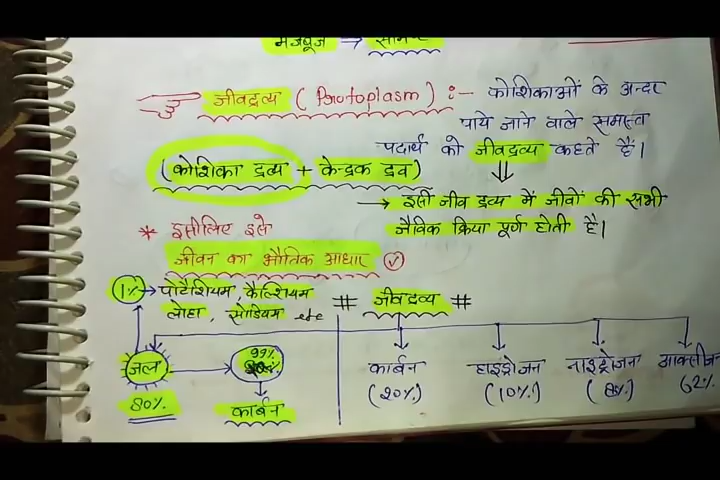 मजबूज → सामान्य
जीवद्रव्य (Protoplasm) :— कोशिकाओं के अन्दर
पाये जाने वाले समस्त
पदार्थ को जीवद्रव्य कहते हैं।
(कोशिका द्रव्य + केन्द्रक द्रव)
→ इसी जीव द्रव्य में जीवों की सभी
जैविक क्रिया पूर्ण होती है।
* इसीलिए इसे
जीवन का भौतिक आधार
1% → पोटैशियम, कैल्शियम
लोहा, सोडियम etc
# जीवद्रव्य #
जल
80%
99%
कार्बन
कार्बन
(20%)
हाइड्रोजन
(10%)
नाइट्रोजन
(8%)
आक्सीजन
62%